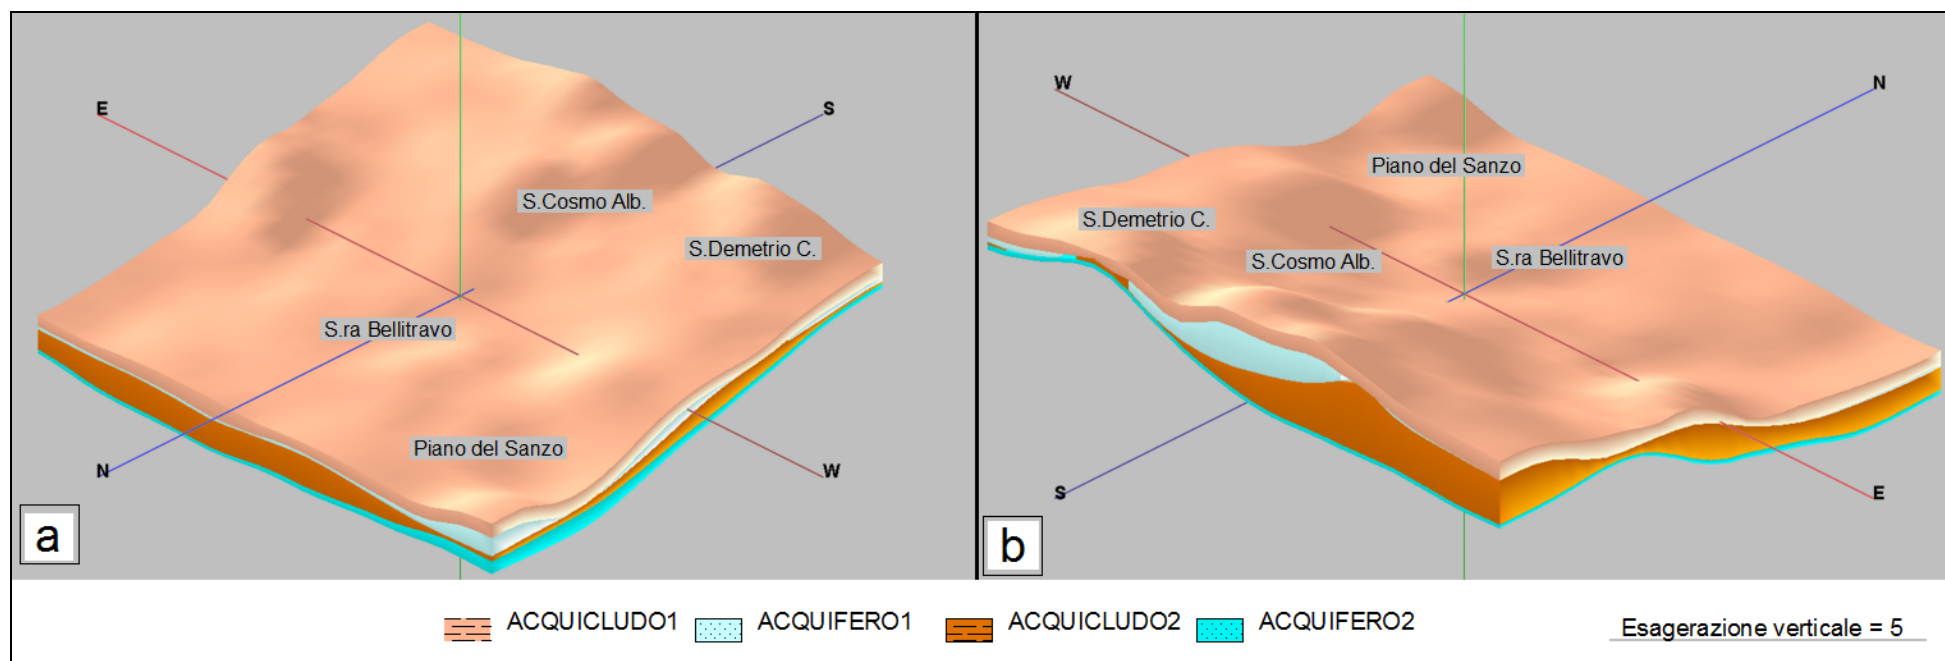 E
S
S.Cosmo Alb.
S.Demetrio C.
S.ra Bellitravo
Piano del Sanzo
N
W
a
W
N
Piano del Sanzo
S.Demetrio C.
S.Cosmo Alb.
S.ra Bellitravo
S
E
b
ACQUICLUDO1
ACQUIFERO1
ACQUICLUDO2
ACQUIFERO2
Esagerazione verticale = 5